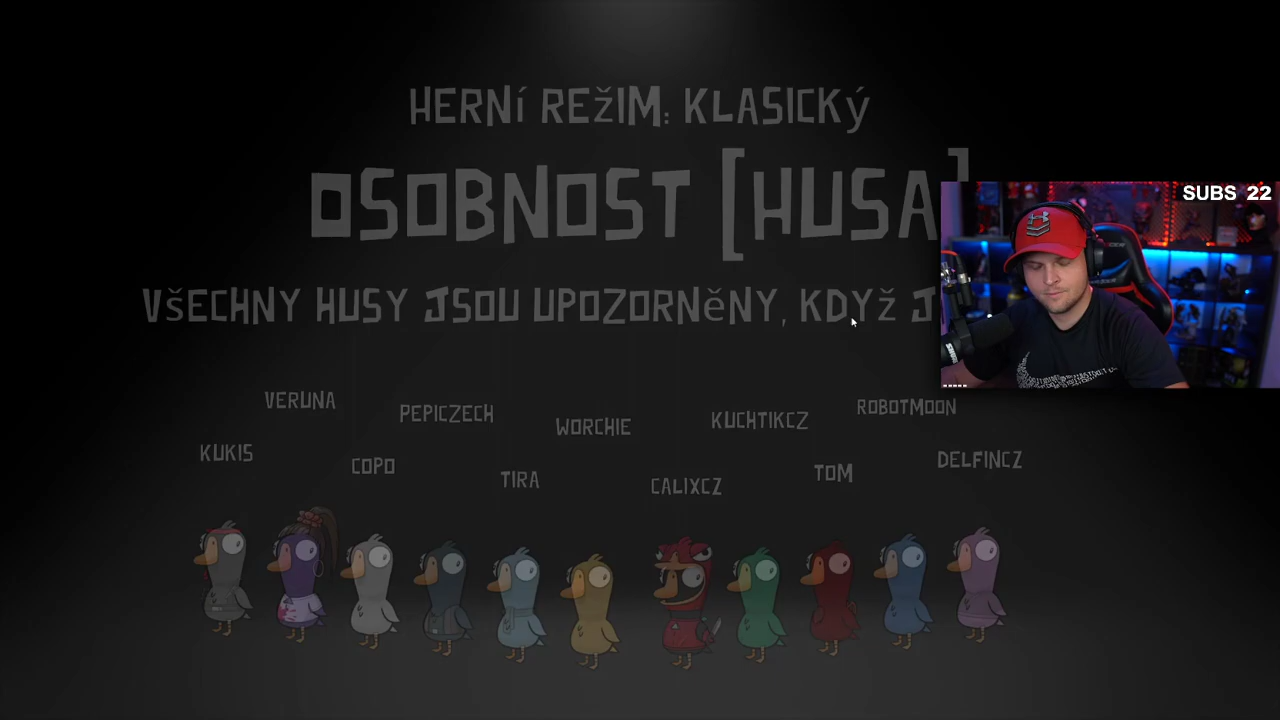 HERNÍ REŽIM: KLASICKÝ
OSOBNOST [HUSA]
VŠECHNY HUSY JSOU UPOZORNĚNY, KDYŽ
SUBS 22
VERUNA
PEPICZECH
WORCHIE
KUCHTIKCZ
ROBOTMOON
KUKIS
COPO
TIRA
CALIXCZ
TOM
DELFINCZ